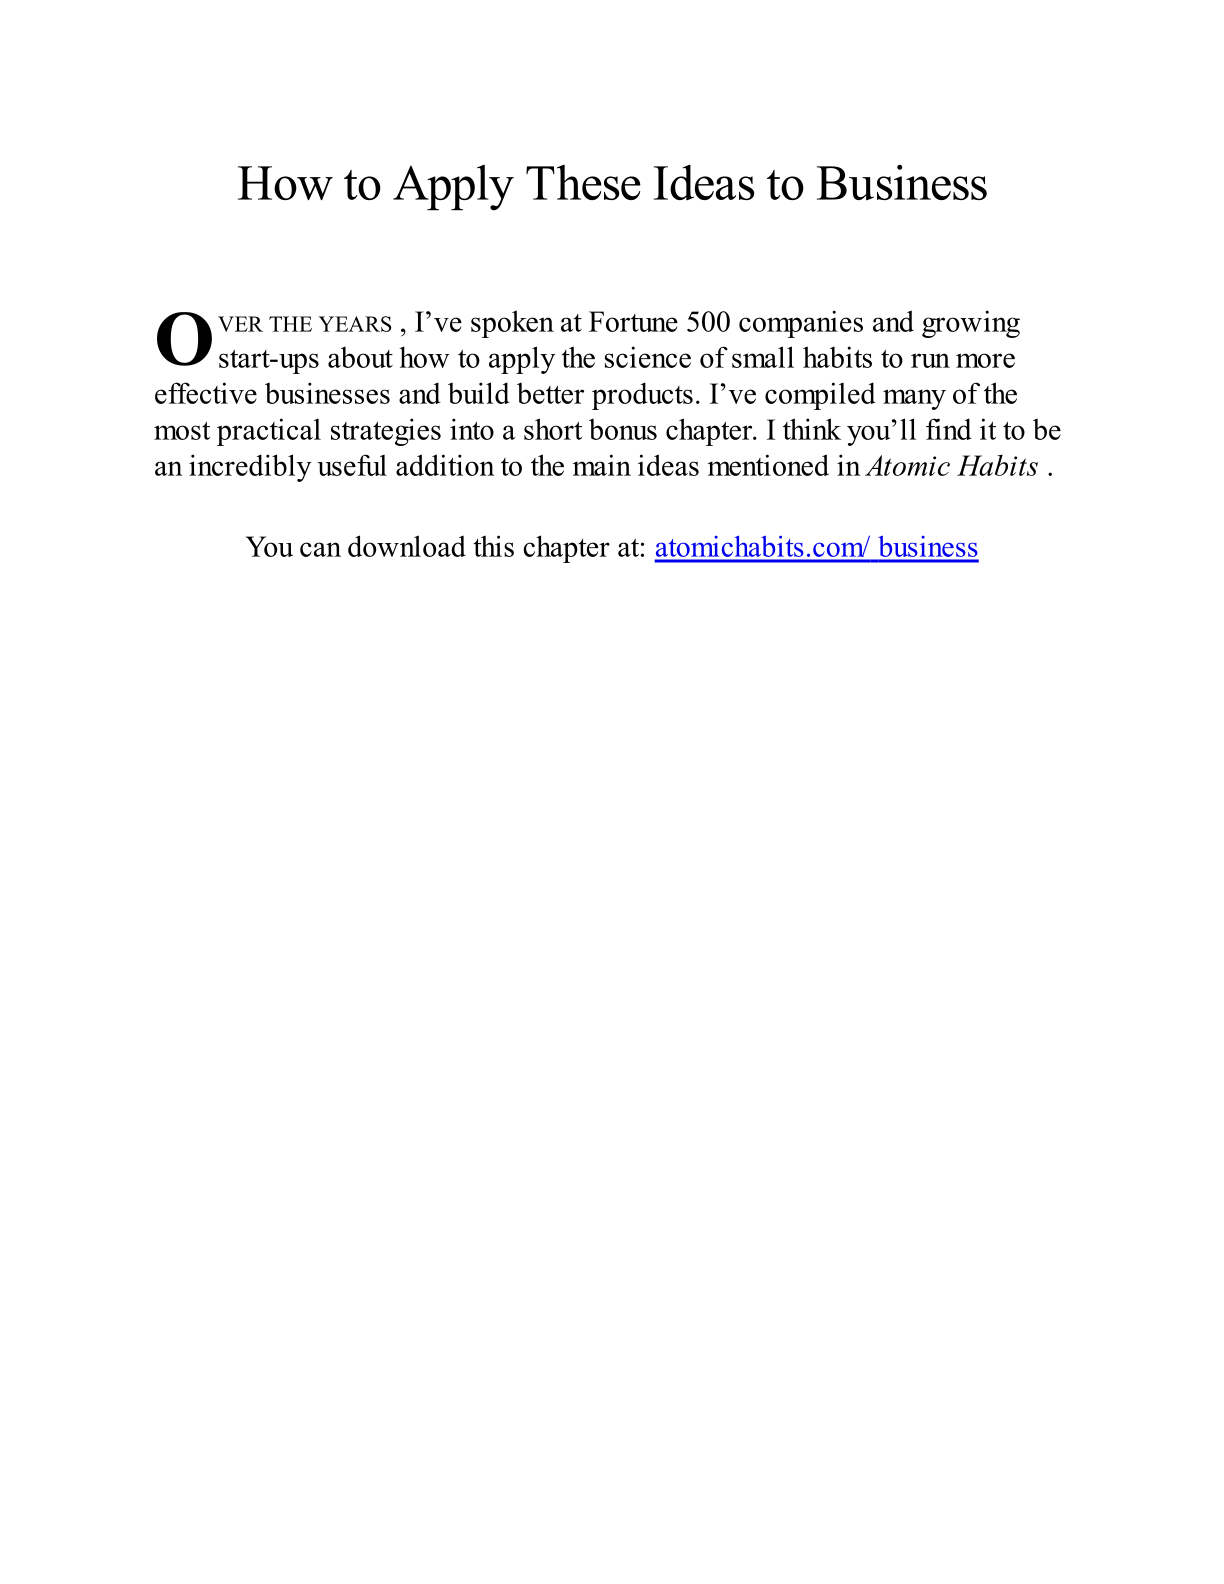 How to Apply These Ideas to Business
OVER THE YEARS , I’ve spoken at Fortune 500 companies and growing
start-ups about how to apply the science of small habits to run more
effective businesses and build better products. I’ve compiled many of the
most practical strategies into a short bonus chapter. I think you’ll find it to be
an incredibly useful addition to the main ideas mentioned in Atomic Habits .
You can download this chapter at: atomichabits.com/ business